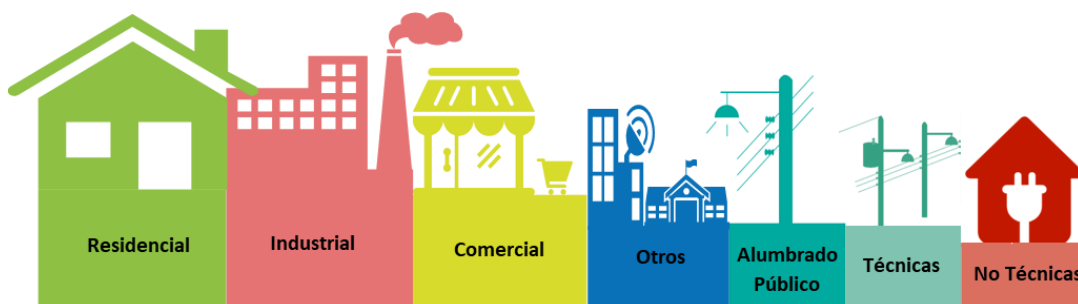 Residencial
Industrial
Comercial
Otros
Alumbrado
Público
Técnicas
No Técnicas